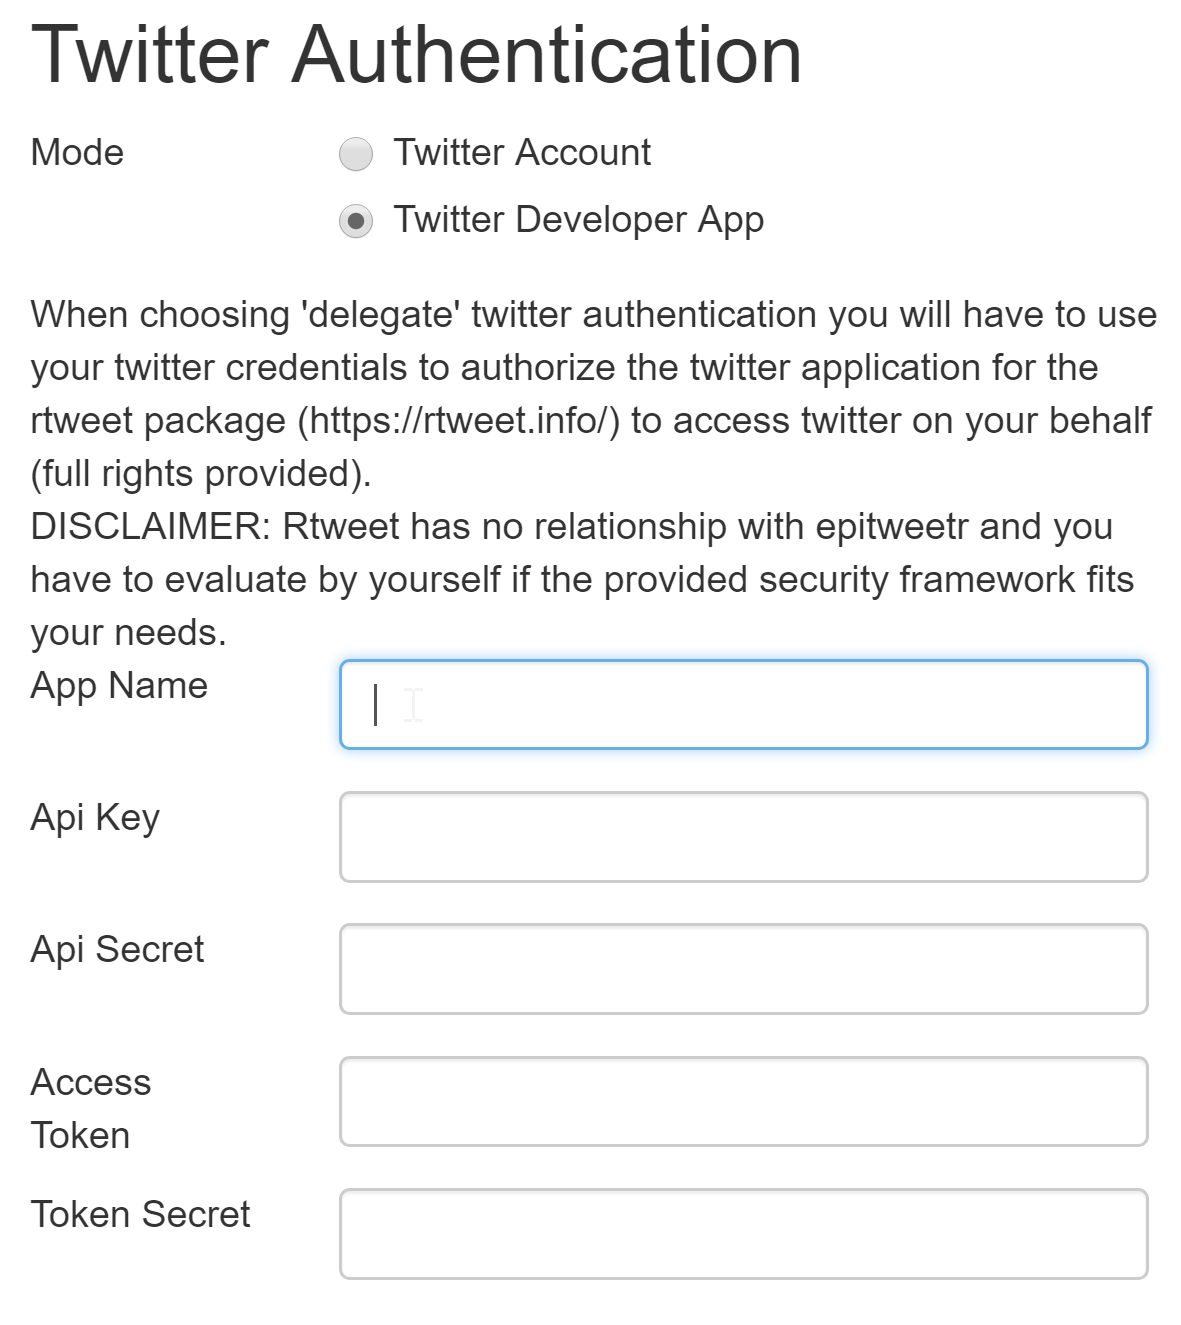 Twitter Authentication
Mode
Twitter Account
Twitter Developer App
When choosing 'delegate' twitter authentication you will have to use
your twitter credentials to authorize the twitter application for the
rtweet package (https://rtweet.info/) to access twitter on your behalf
(full rights provided).
DISCLAIMER: Rtweet has no relationship with epitweetr and you
have to evaluate by yourself if the provided security framework fits
your needs.
App Name
Api Key
Api Secret
Access
Token
Token Secret